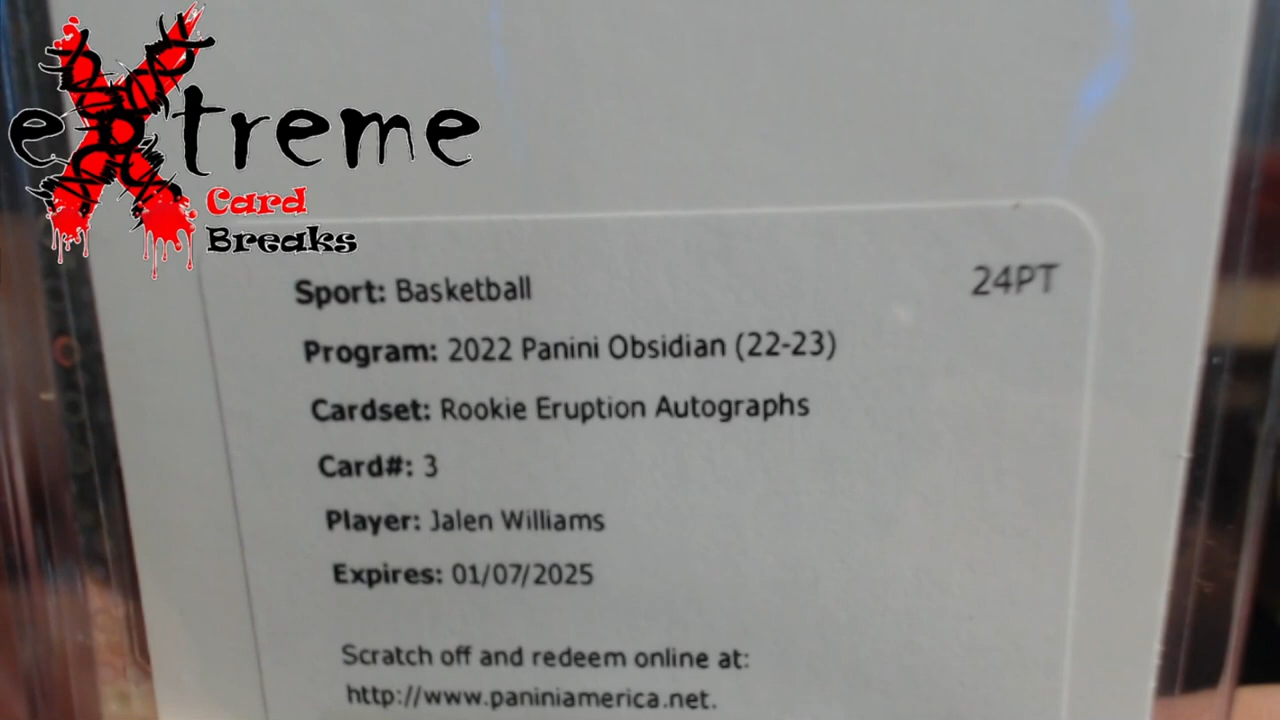 eXtreme
Card
Breaks
Sport: Basketball
24PT
Program: 2022 Panini Obsidian (22-23)
Cardset: Rookie Eruption Autographs
Card#: 3
Player: Jalen Williams
Expires: 01/07/2025
Scratch off and redeem online at:
http://www.paniniamerica.net.